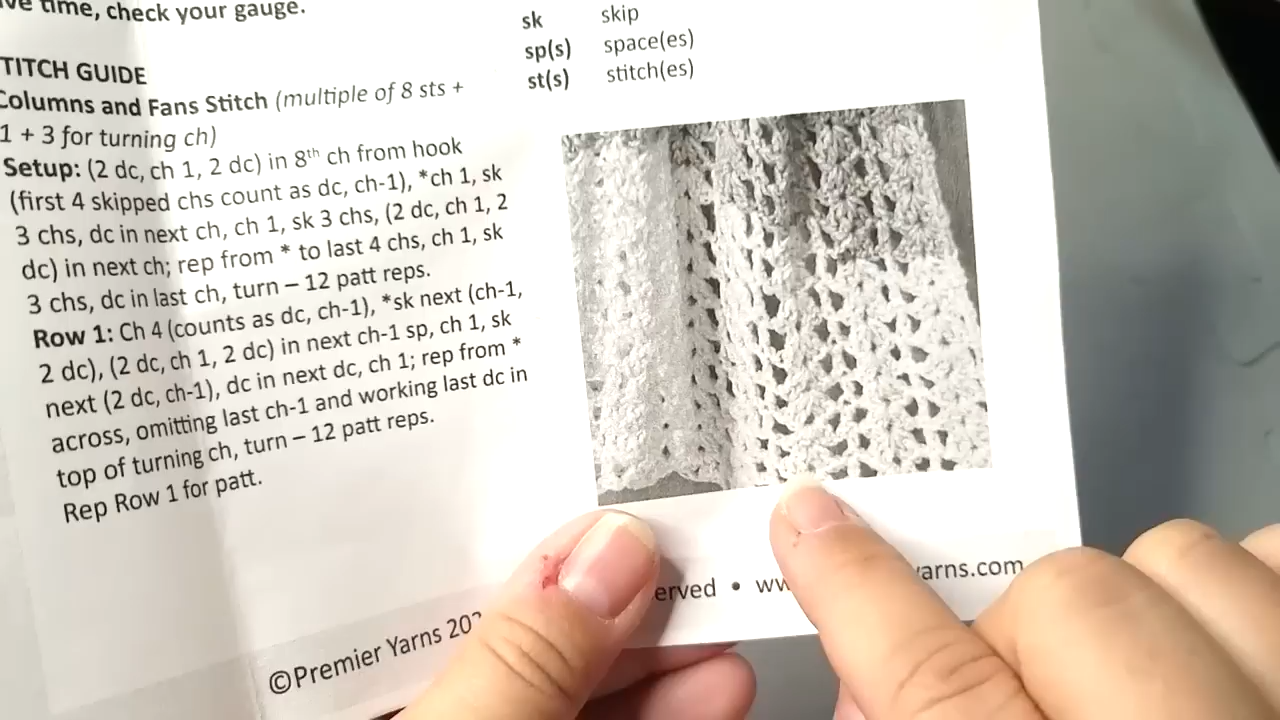 time, check your gauge.
TITCH GUIDE
Columns and Fans Stitch (multiple of 8 sts +
1 + 3 for turning ch)
Setup: (2 dc, ch 1, 2 dc) in 8th ch from hook
(first 4 skipped chs count as dc, ch-1), *ch 1, sk
3 chs, dc in next ch, ch 1, sk 3 chs, (2 dc, ch 1, 2
dc) in next ch; rep from * to last 4 chs, ch 1, sk
3 chs, dc in last ch, turn – 12 patt reps.
Row 1: Ch 4 (counts as dc, ch-1), *sk next (ch-1,
2 dc), (2 dc, ch 1, 2 dc) in next ch-1 sp, ch 1, sk
next (2 dc, ch-1), dc in next dc, ch 1; rep from *
across, omitting last ch-1 and working last dc in
top of turning ch, turn – 12 patt reps.
Rep Row 1 for patt.
sk skip
sp(s) space(es)
st(s) stitch(es)
©Premier Yarns 202
erved • ww
arns.com